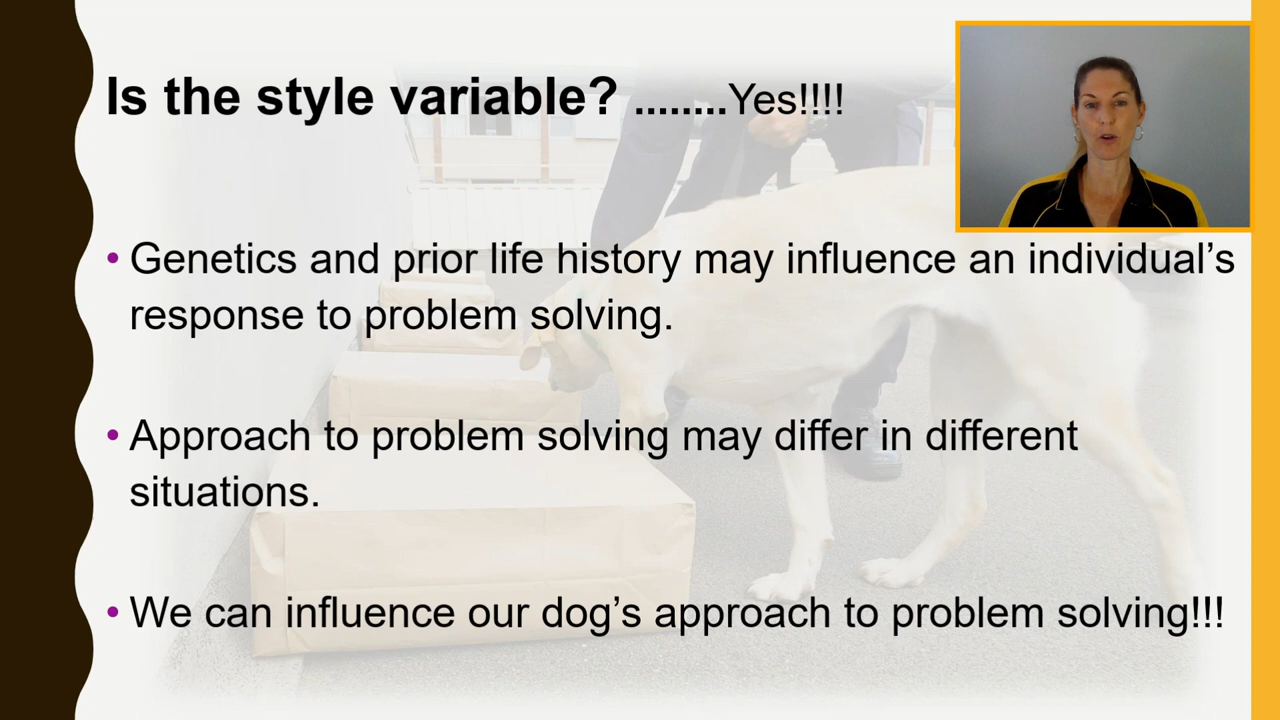 Is the style variable? ........Yes!!!!
• Genetics and prior life history may influence an individual’s
response to problem solving.
• Approach to problem solving may differ in different
situations.
• We can influence our dog’s approach to problem solving!!!